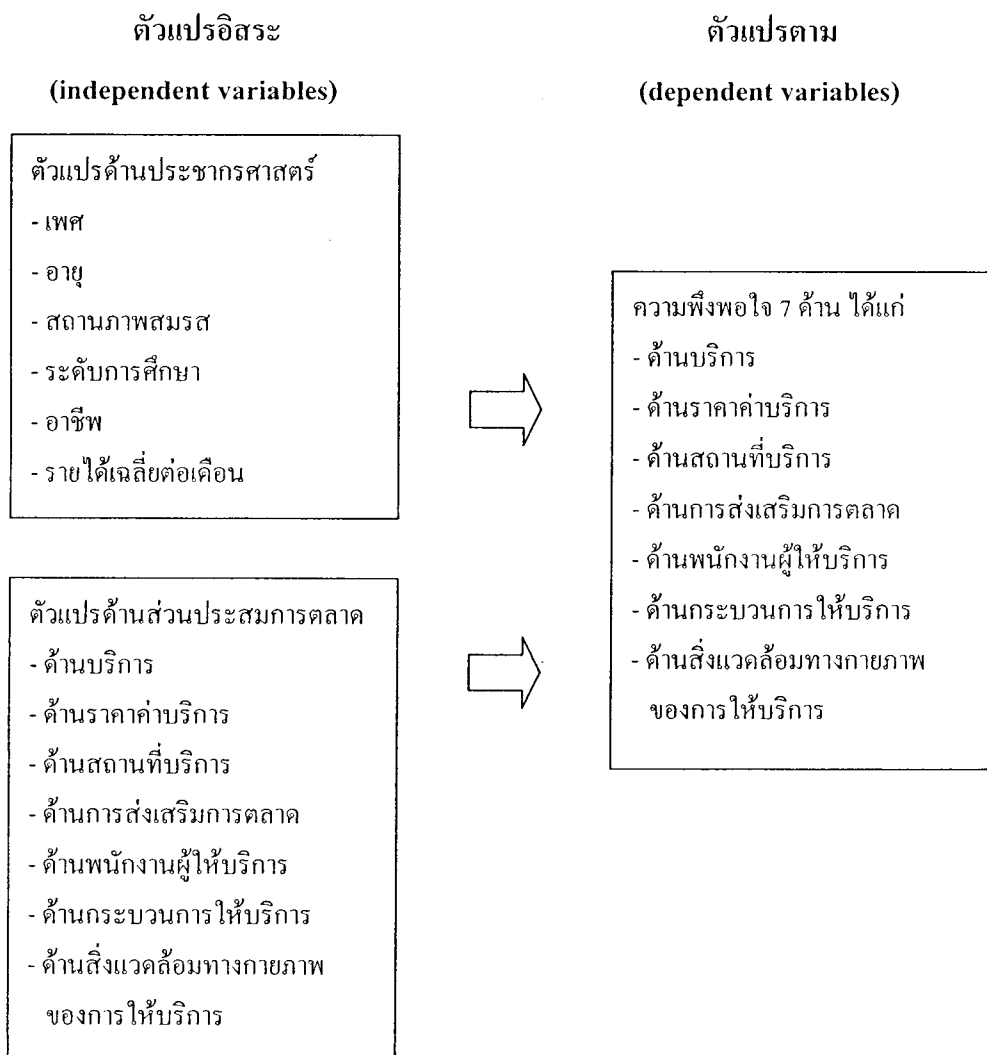 ตัวแปรอิสระ
(independent variables)
ตัวแปรด้านประชากรศาสตร์
- เพศ
- อายุ
- สถานภาพสมรส
- ระดับการศึกษา
- อาชีพ
- รายได้เฉลี่ยต่อเดือน
ตัวแปรด้านส่วนประสมการตลาด
- ด้านบริการ
- ด้านราคาค่าบริการ
- ด้านสถานที่บริการ
- ด้านการส่งเสริมการตลาด
- ด้านพนักงานผู้ให้บริการ
- ด้านกระบวนการให้บริการ
- ด้านสิ่งแวดล้อมทางกายภาพ
ของการให้บริการ
ตัวแปรตาม
(dependent variables)
ความพึงพอใจ 7 ด้าน ได้แก่
- ด้านบริการ
- ด้านราคาค่าบริการ
- ด้านสถานที่บริการ
- ด้านการส่งเสริมการตลาด
- ด้านพนักงานผู้ให้บริการ
- ด้านกระบวนการให้บริการ
- ด้านสิ่งแวดล้อมทางกายภาพ
ของการให้บริการ